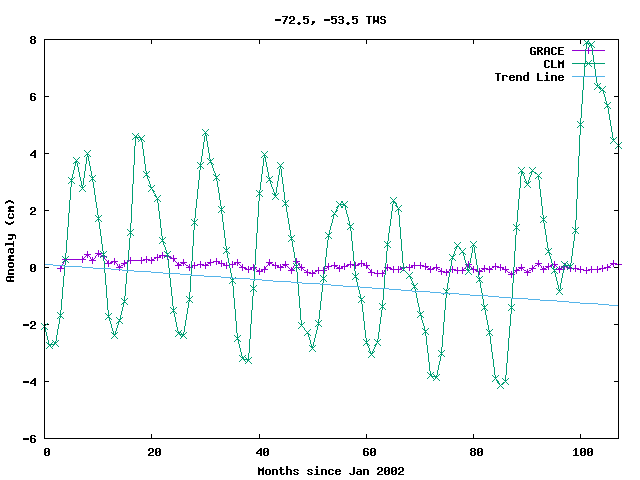 -72.5, -53.5 TWS
GRACE
CLM
Trend Line
8
6
4
2
0
-2
-4
-6
Anomaly (cm)
0 20 40 60 80 100
Months since Jan 2002